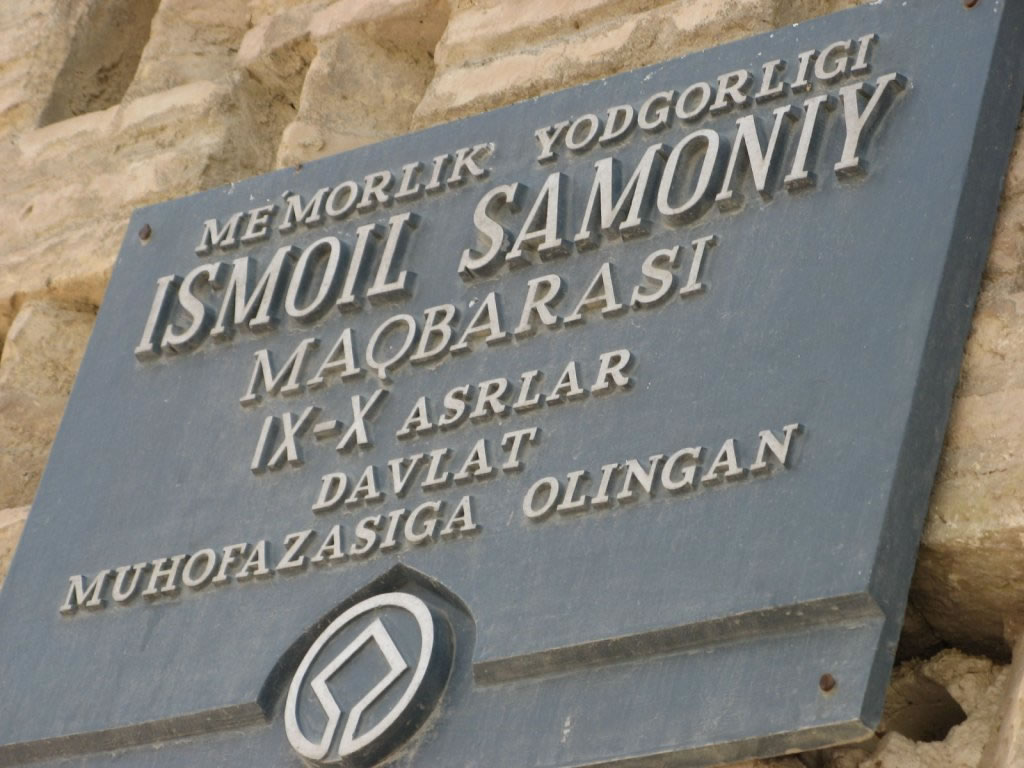 ME'MORLIK YODGORLIGI
ISMOIL SAMONIY
MAQBARASI
IX-X ASRLAR
DAVLAT
MUHOFAZASIGA OLINGAN